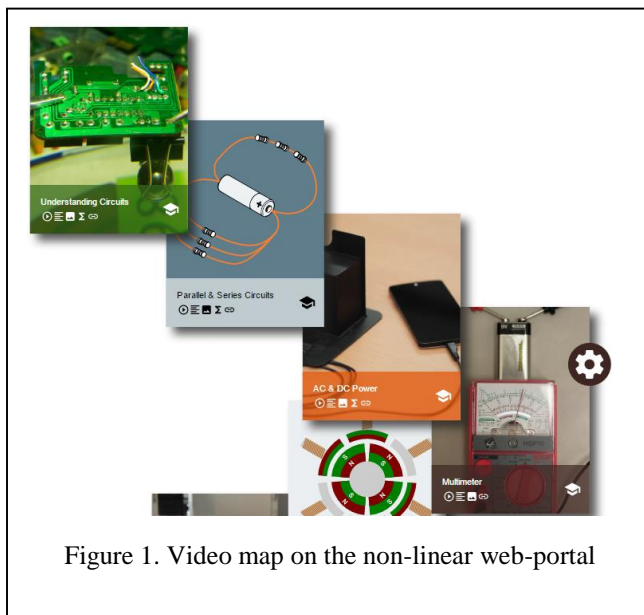 Understanding Circuits
Parallel & Series Circuits
AC & DC Power
N
S
S
N
N
S
S
N
Multimeter
Figure 1. Video map on the non-linear web-portal